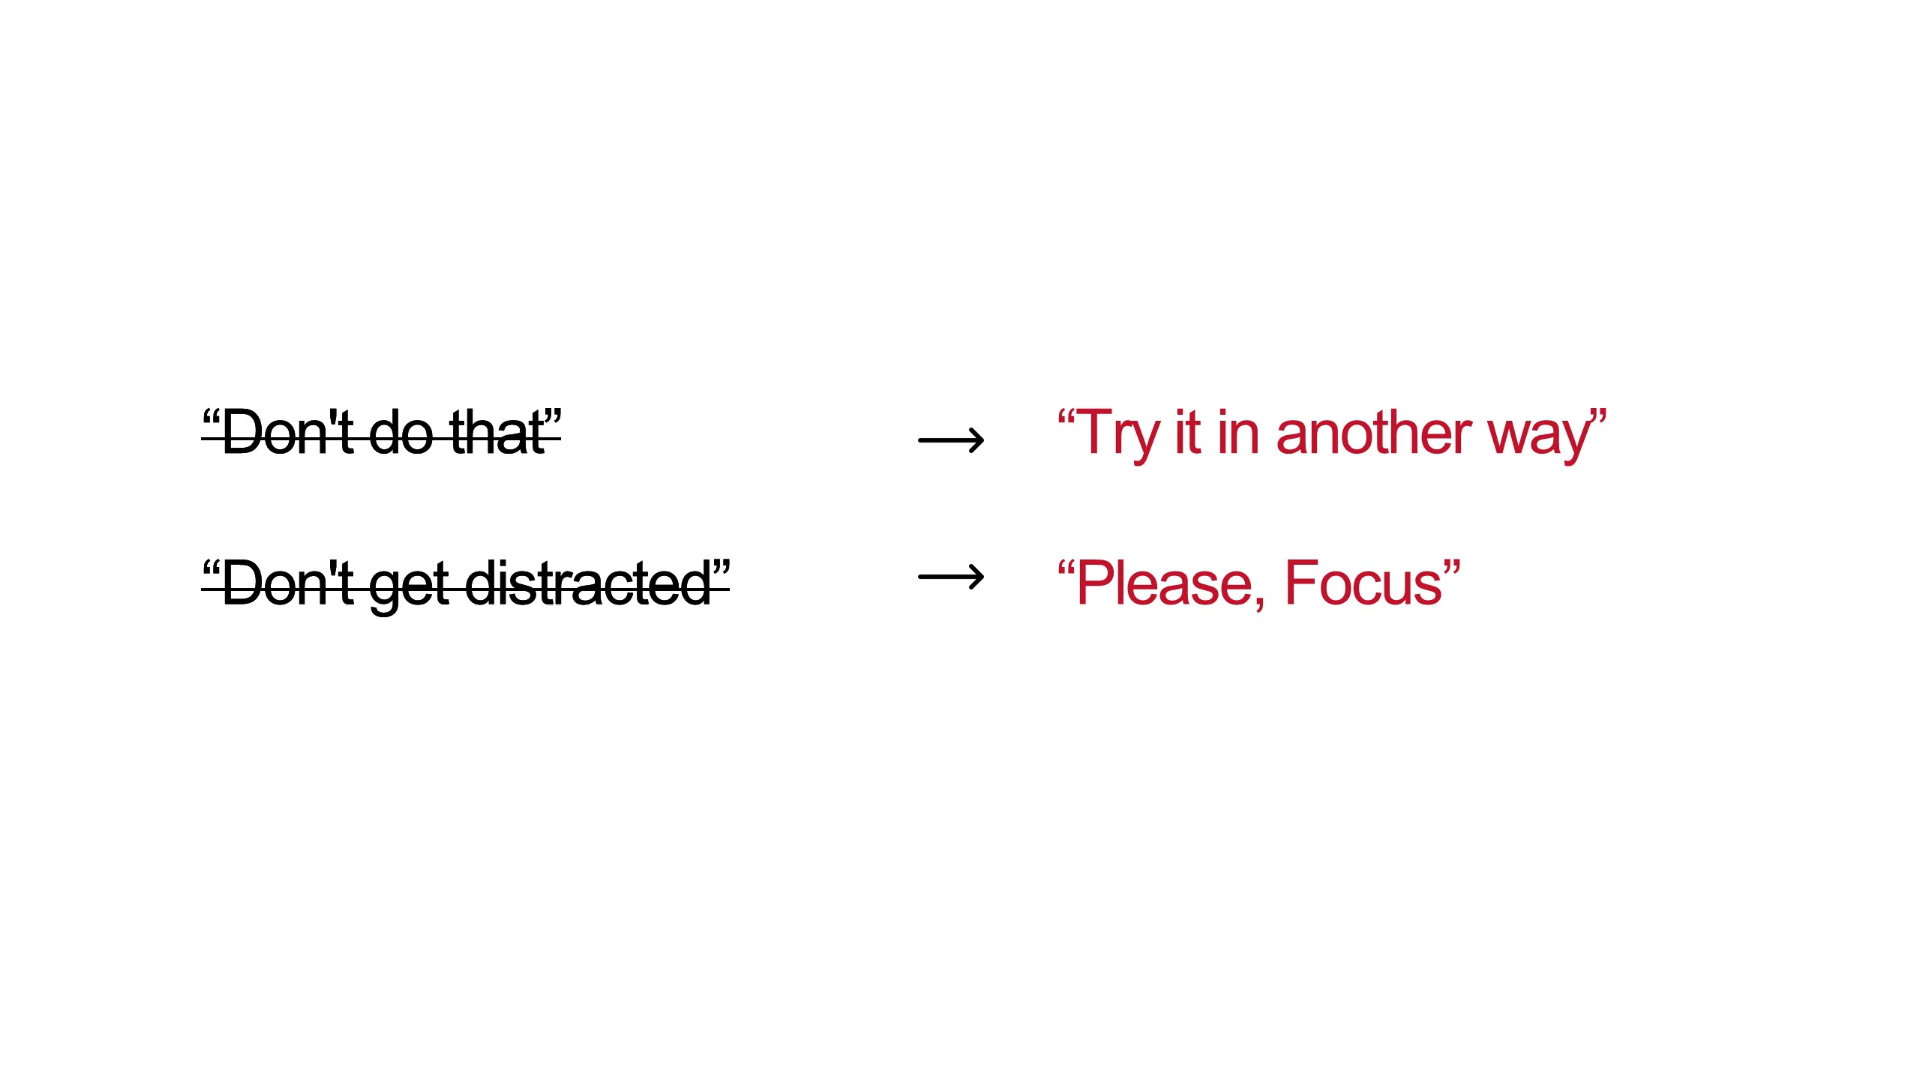 “Don't do that” → “Try it in another way”
“Don't get distracted” → “Please, Focus”